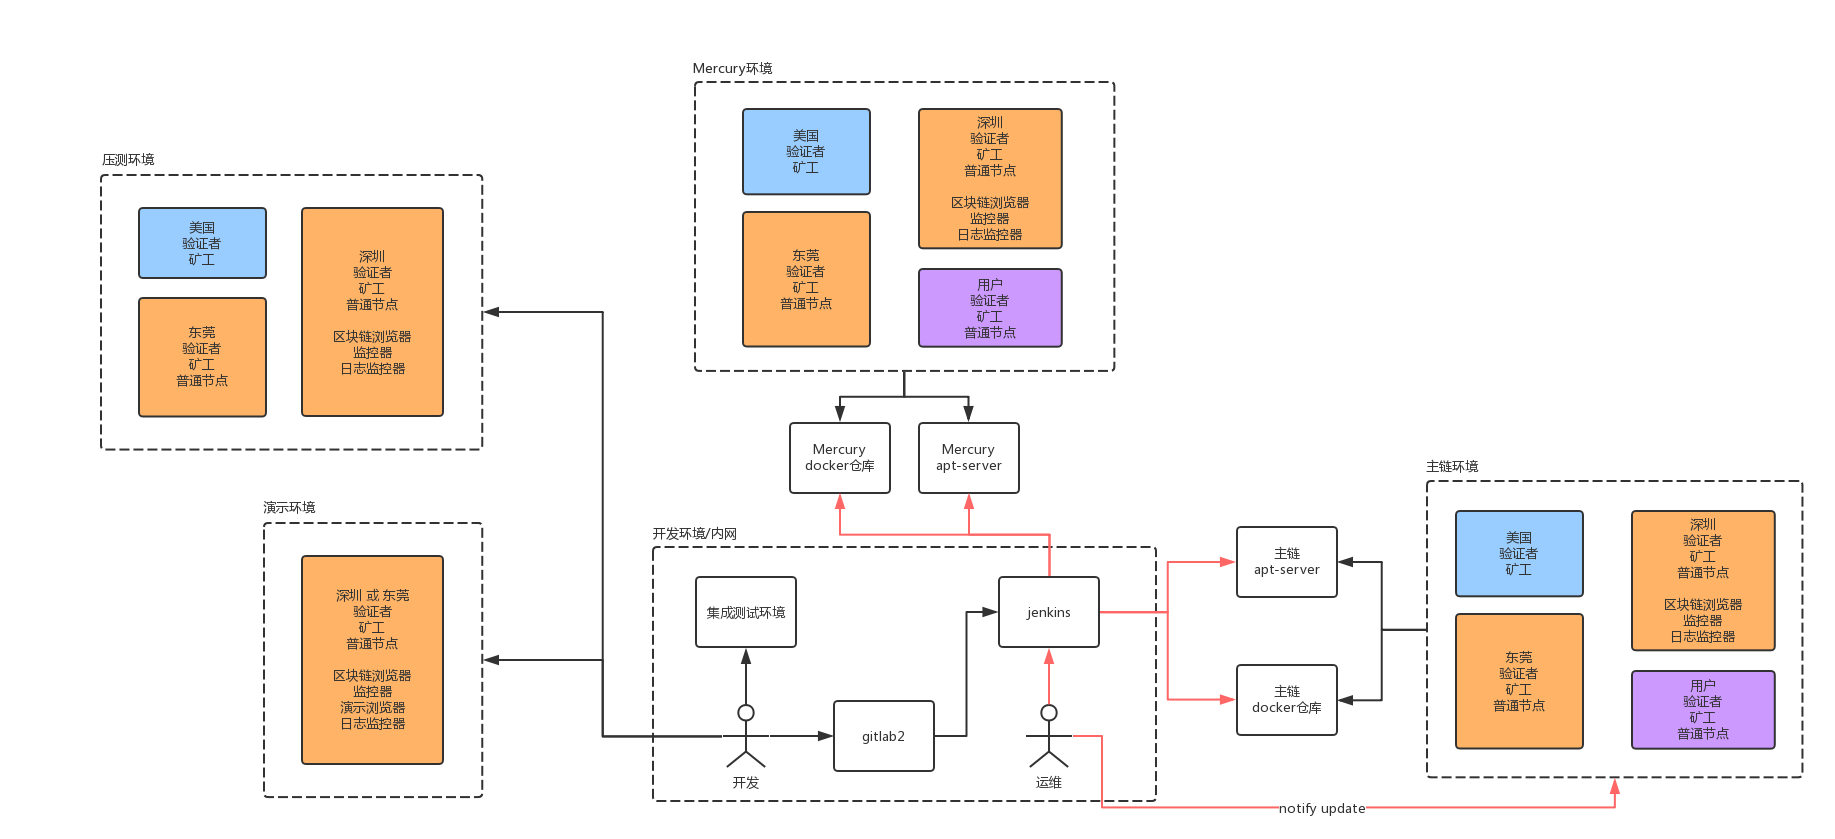 Mercury环境
美国
验证者
矿工
深圳
验证者
矿工
普通节点
区块链浏览器
监控器
日志监控器
东莞
验证者
矿工
普通节点
用户
验证者
矿工
普通节点
压测环境
美国
验证者
矿工
深圳
验证者
矿工
普通节点
区块链浏览器
监控器
日志监控器
东莞
验证者
矿工
普通节点
Mercury
docker仓库
Mercury
apt-server
演示环境
深圳 或 东莞
验证者
矿工
普通节点
区块链浏览器
监控器
演示浏览器
日志监控器
开发环境/内网
集成测试环境
jenkins
gitlab2
开发
运维
主链
apt-server
主链
docker仓库
主链环境
美国
验证者
矿工
深圳
验证者
矿工
普通节点
区块链浏览器
监控器
日志监控器
东莞
验证者
矿工
普通节点
用户
验证者
矿工
普通节点
notify update